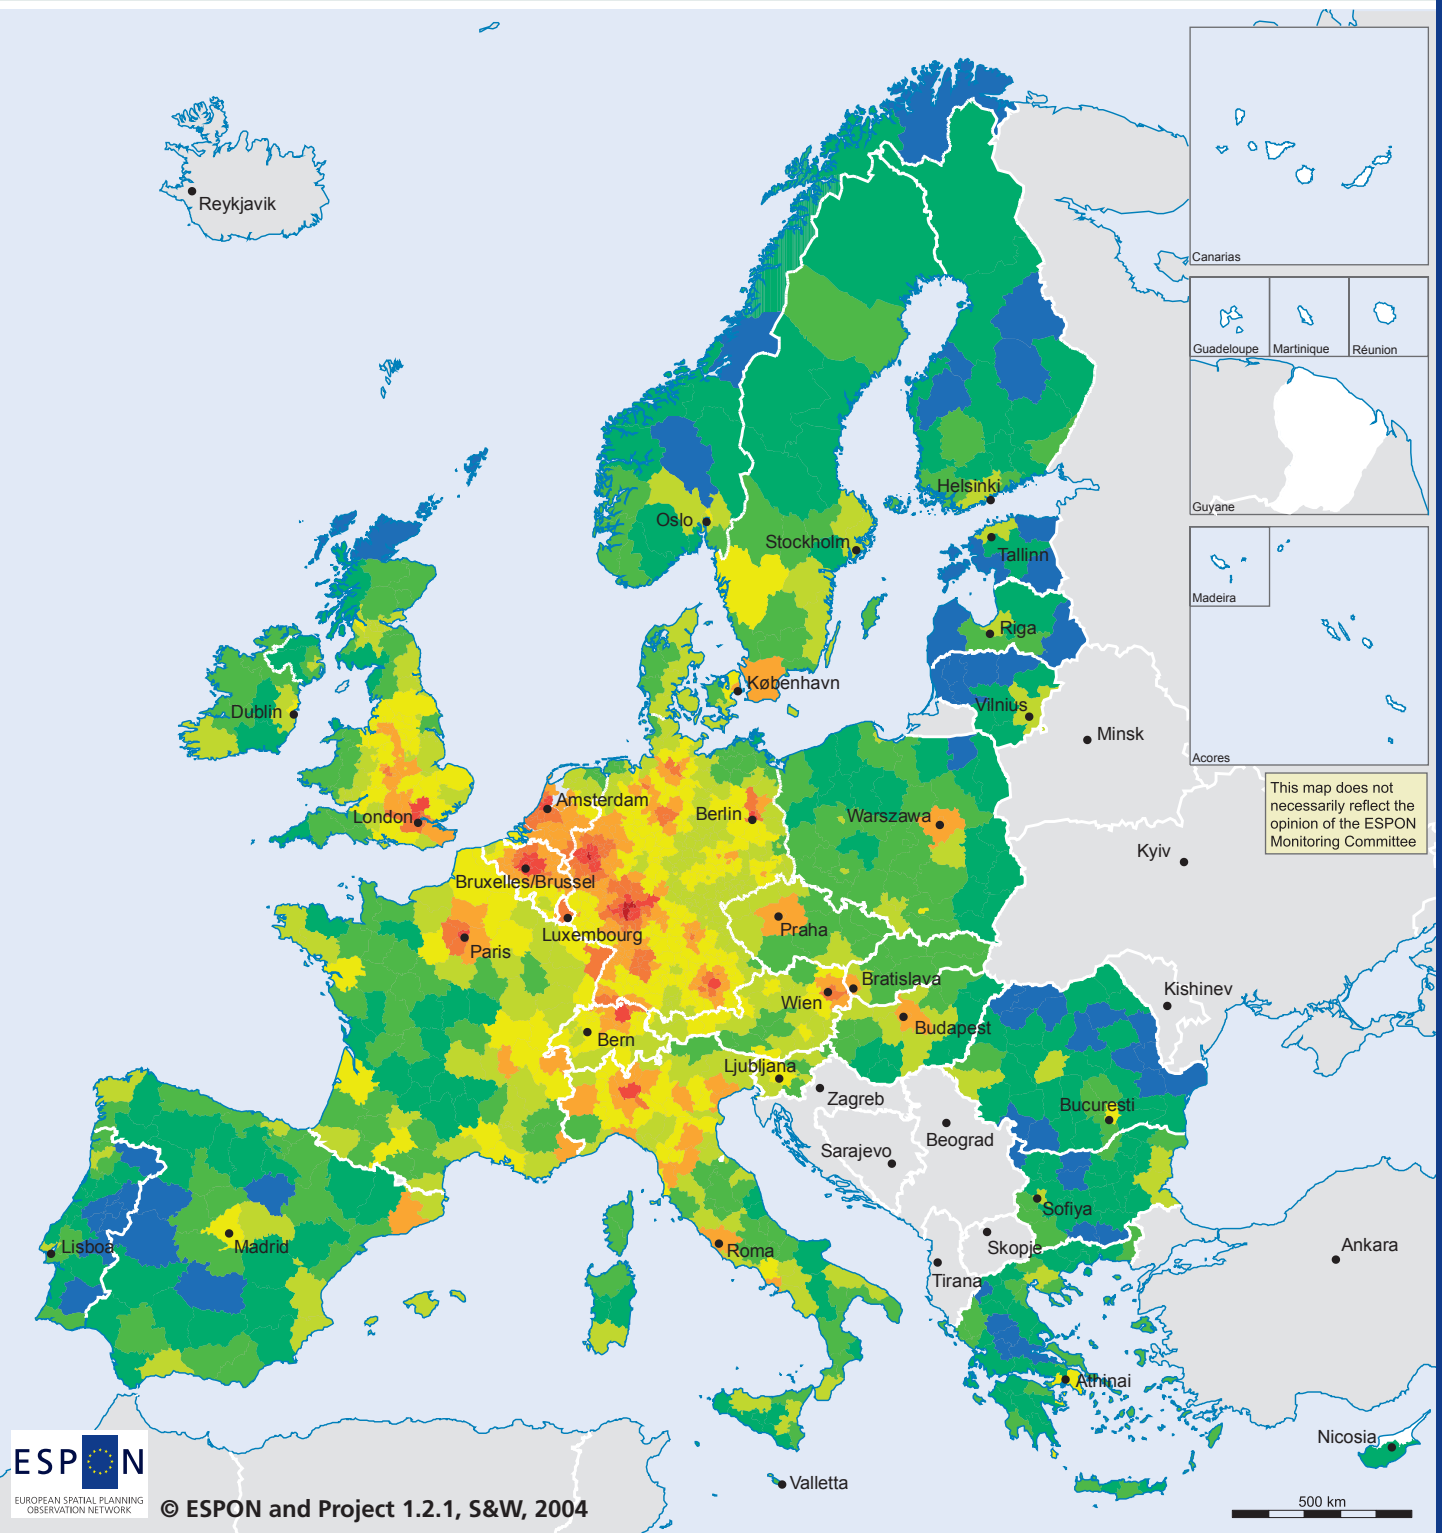 Reykjavik
Canarias
Guadeloupe
Martinique
Réunion
Guyane
Madeira
Acores
This map does not
necessarily reflect the
opinion of the ESPON
Monitoring Committee
Helsinki
Oslo
Stockholm
Tallinn
Riga
København
Vilnius
Minsk
Dublin
London
Amsterdam
Berlin
Warszawa
Kyiv
Bruxelles/Brussel
Luxembourg
Paris
Praha
Wien
Bratislava
Budapest
Kishinev
Bern
Ljubljana
Zagreb
Bucuresti
Beograd
Sarajevo
Sofiya
Skopje
Tirana
Lisboa
Madrid
Roma
Ankara
Athinai
Nicosia
Valletta
ESPON
EUROPEAN SPATIAL PLANNING
OBSERVATION NETWORK
© ESPON and Project 1.2.1, S&W, 2004
500 km